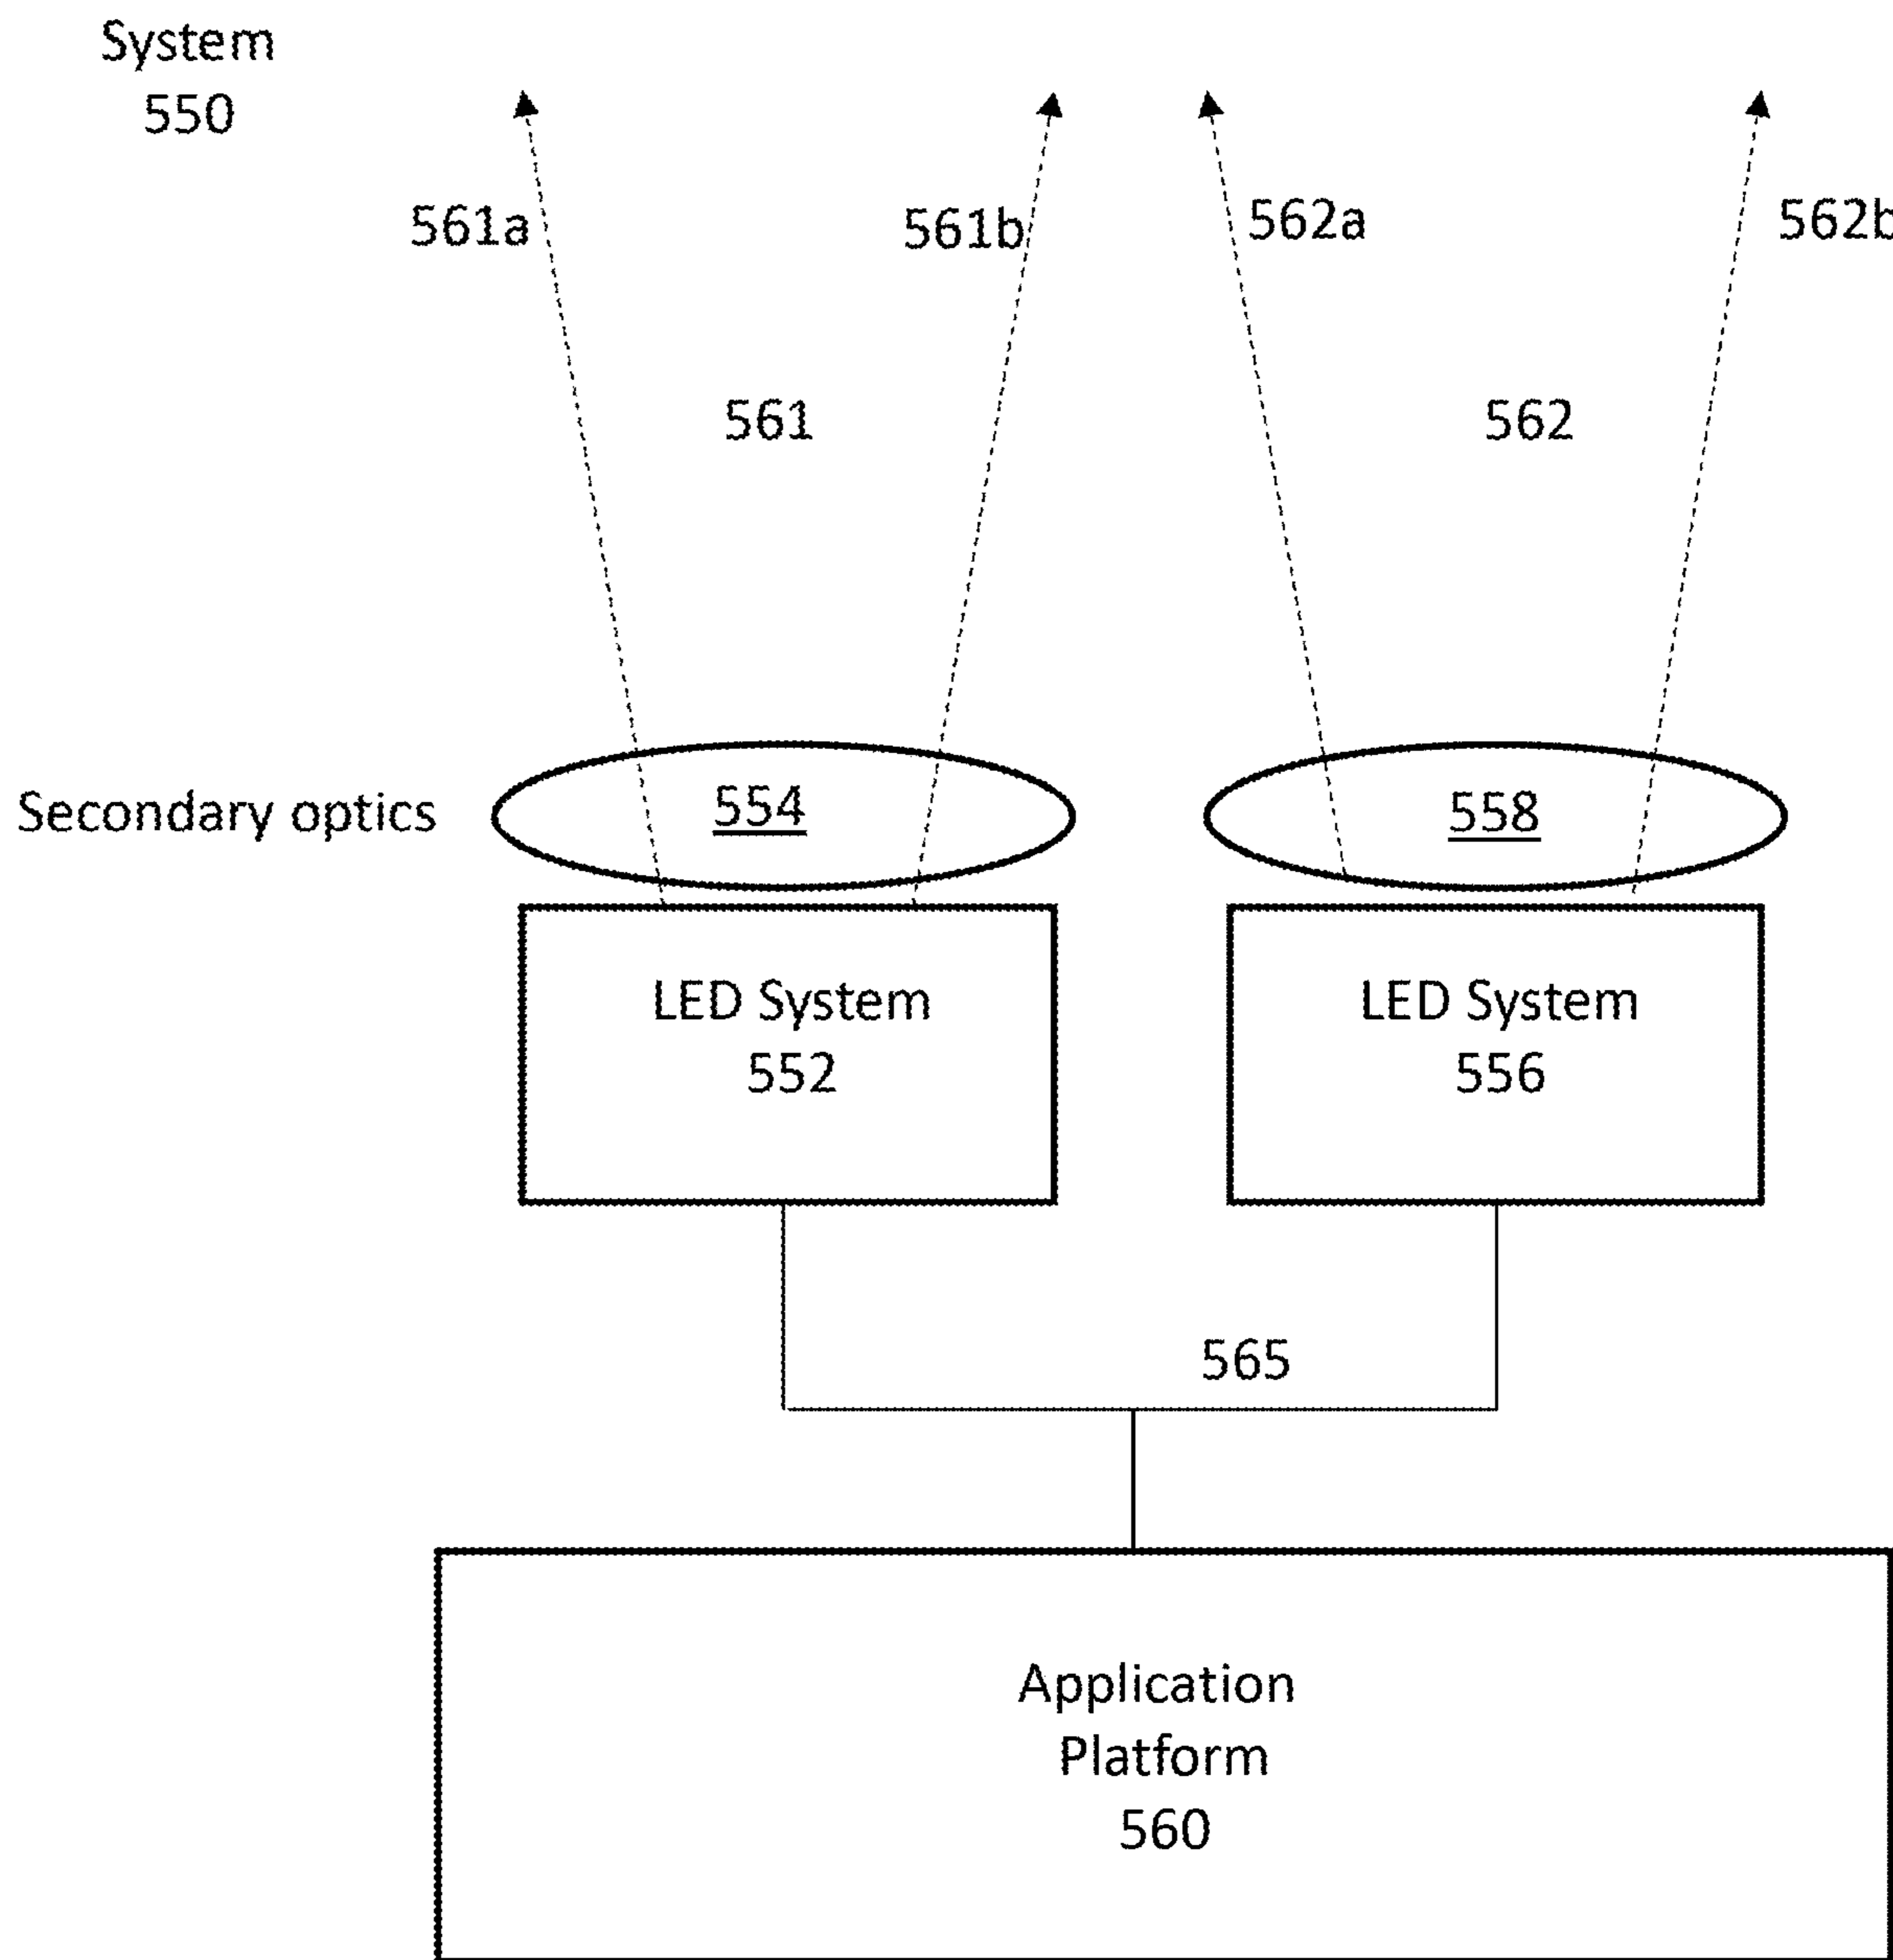 System
550
561a
561b
562a
562b
561
562
Secondary optics
554
558
LED System
552
LED System
556
565
Application
Platform
560